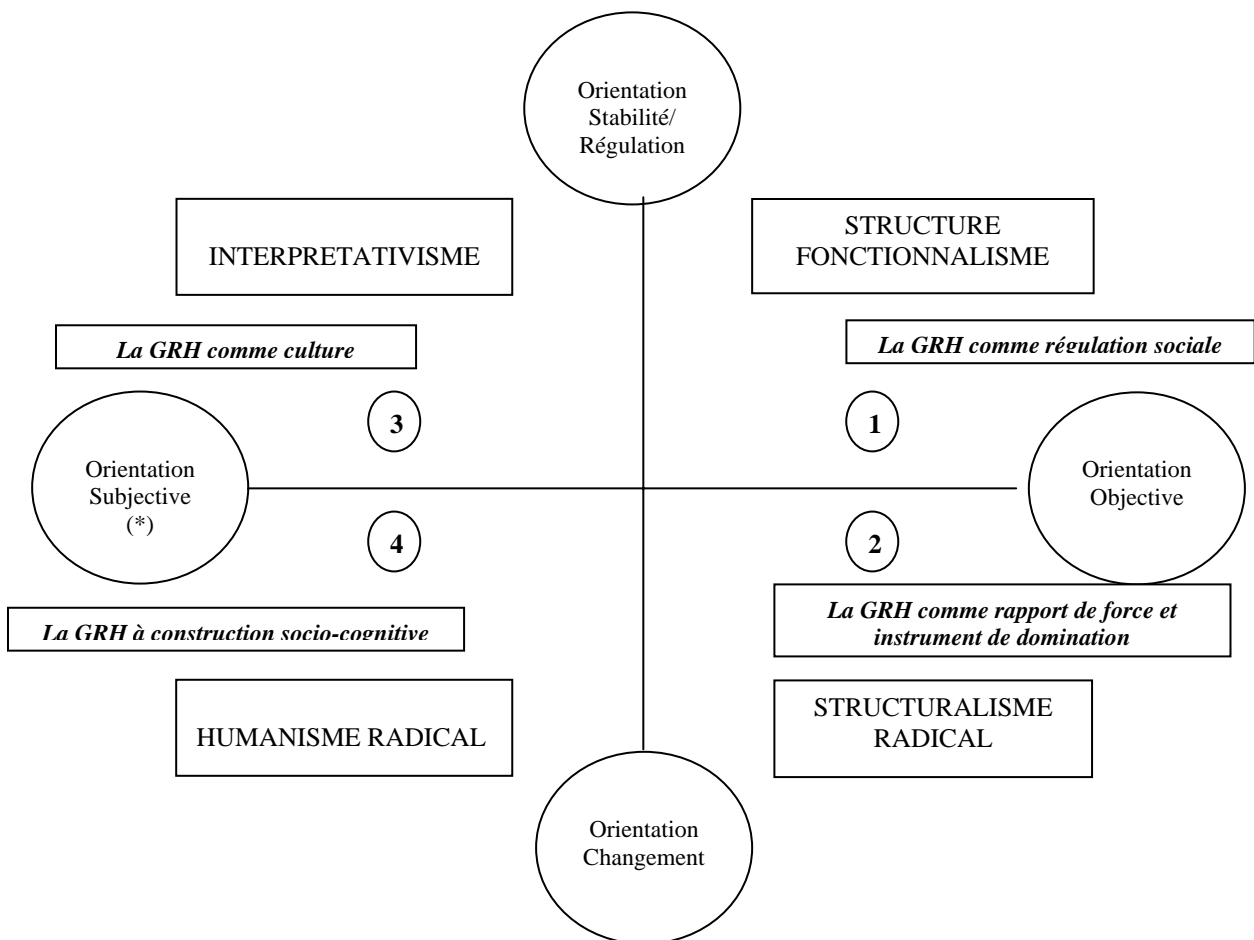 Orientation
Stabilité/
Régulation
INTERPRETATIVISME
STRUCTURE
FONCTIONNALISME
La GRH comme culture
La GRH comme régulation sociale
3
1
Orientation
Subjective
(*)
Orientation
Objective
4
2
La GRH à construction socio-cognitive
La GRH comme rapport de force et
instrument de domination
HUMANISME RADICAL
STRUCTURALISME
RADICAL
Orientation
Changement